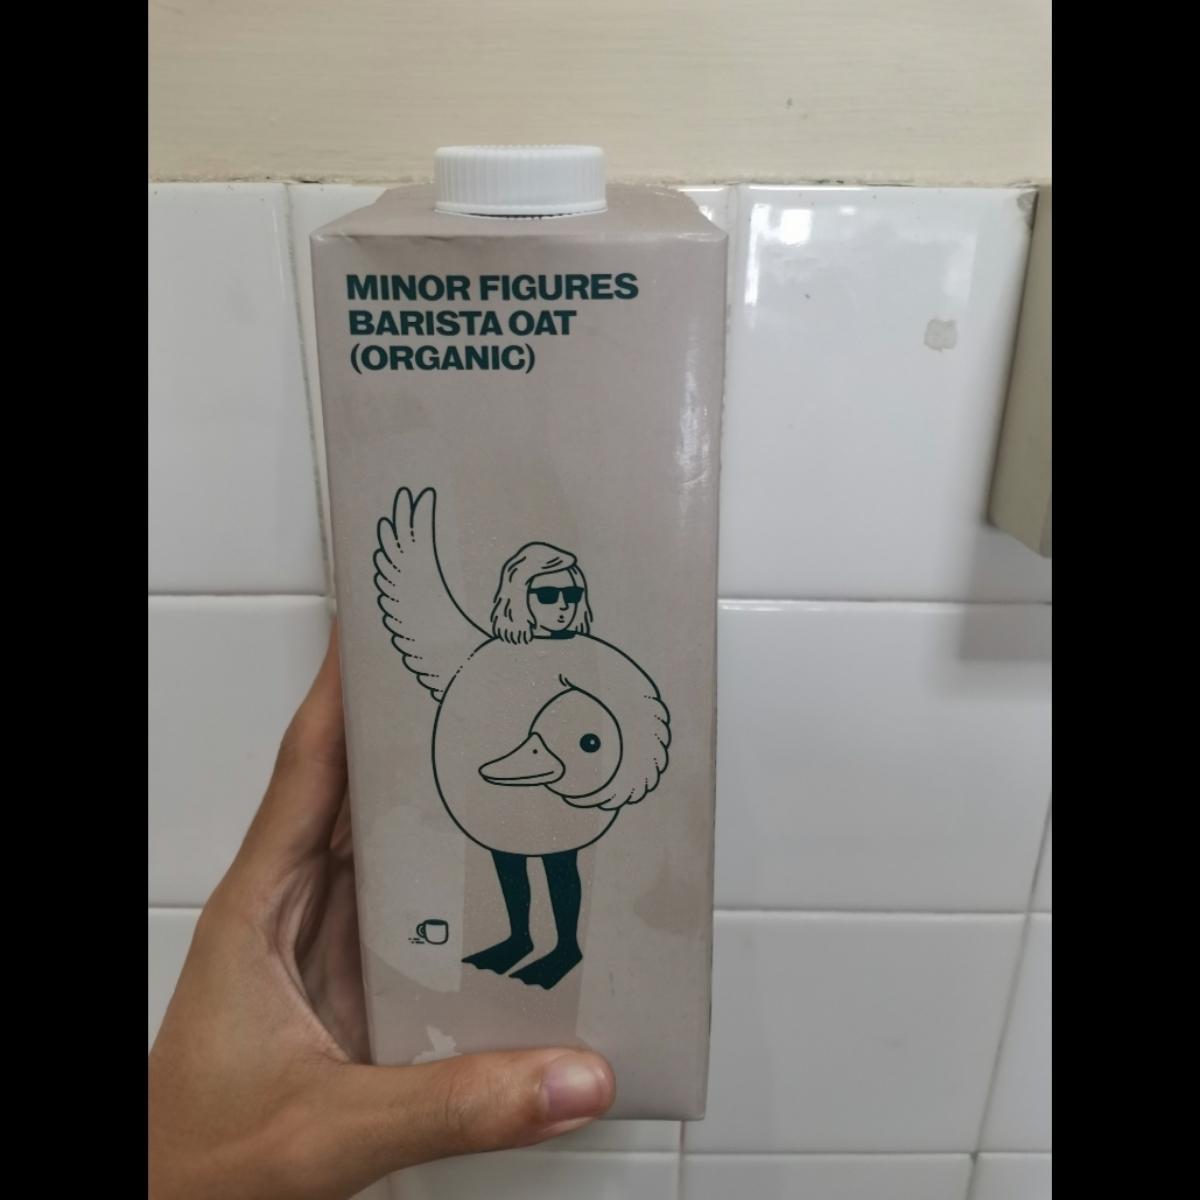 MINOR FIGURES
BARISTA OAT
(ORGANIC)